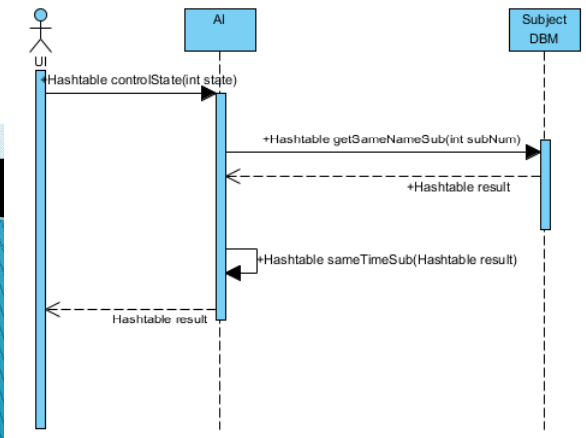 AI
Subject
DBM
UI
+Hashtable controlState(int state)
+Hashtable getSameNameSub(int subNum)
+Hashtable result
+Hashtable sameTimeSub(Hashtable result)
Hashtable result